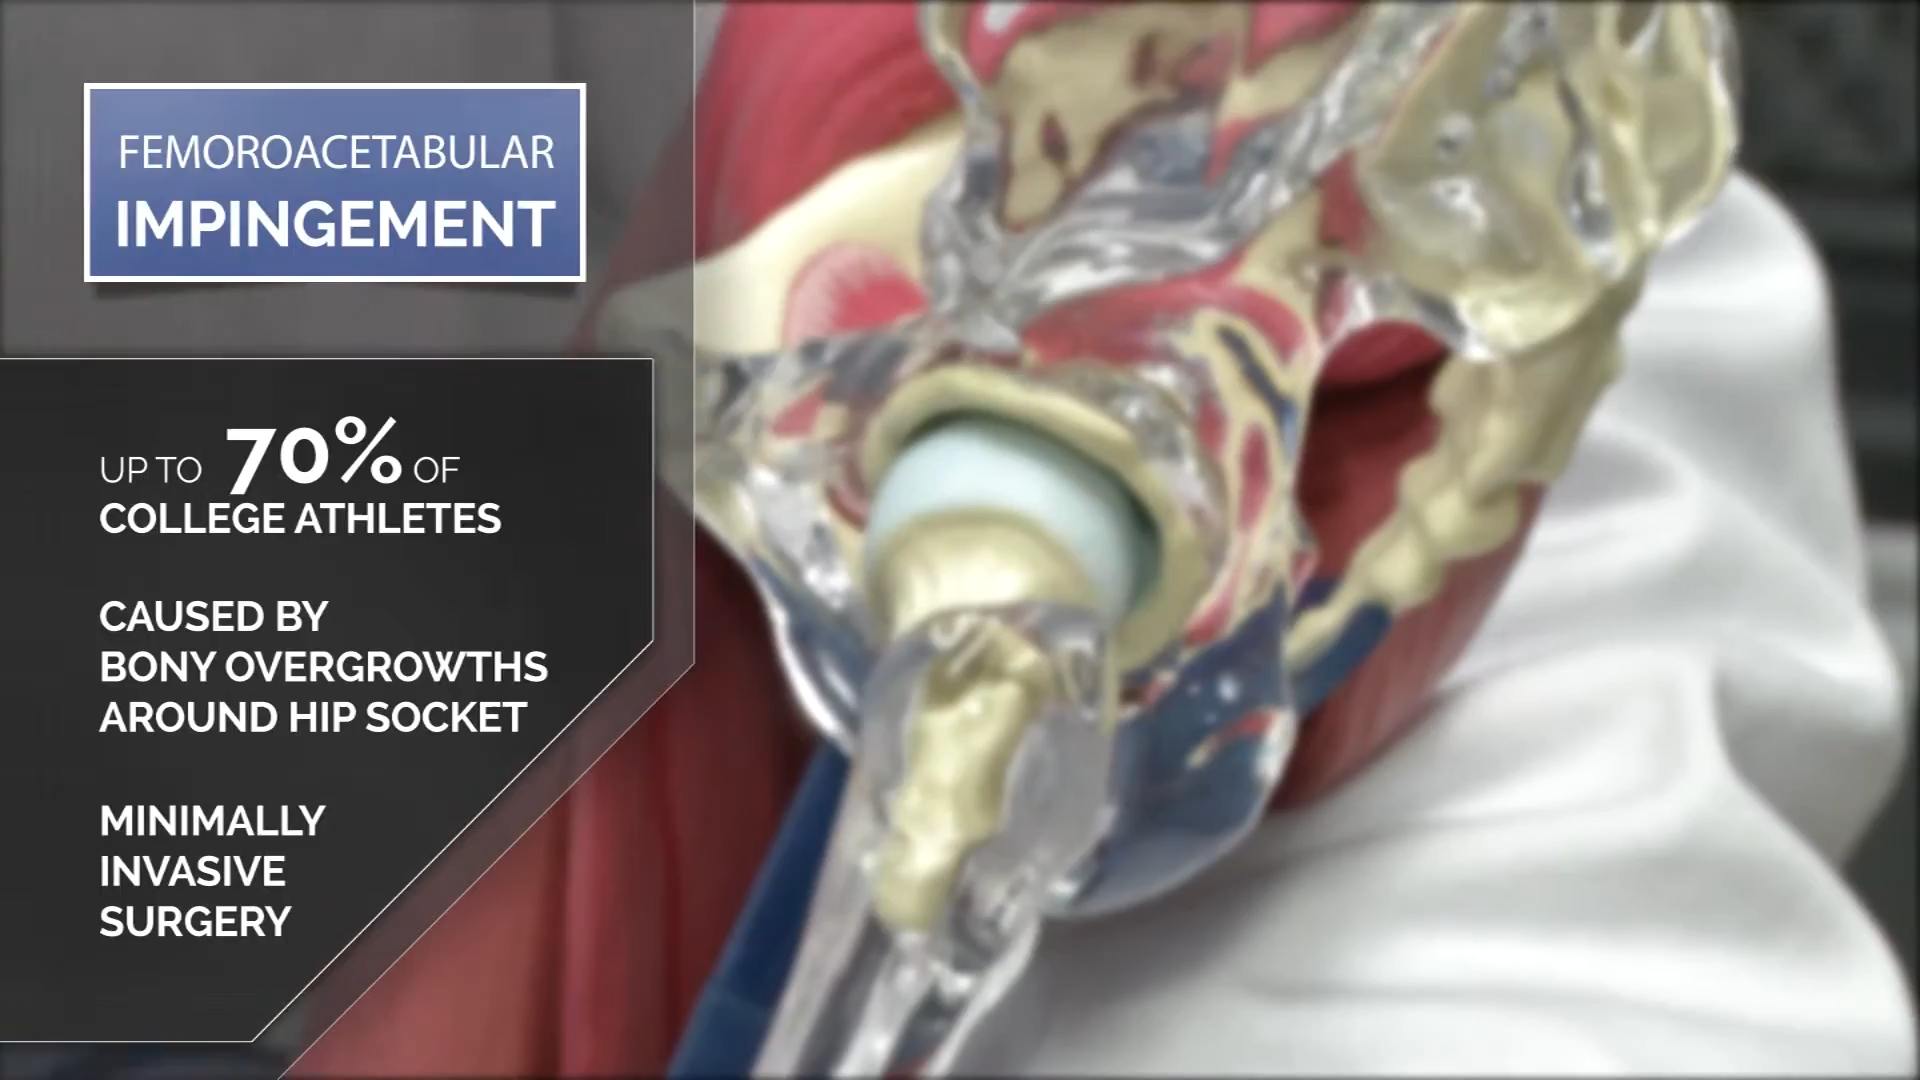 FEMOROACETABULAR
IMPINGEMENT
UP TO 70% OF
COLLEGE ATHLETES
CAUSED BY
BONY OVERGROWTHS
AROUND HIP SOCKET
MINIMALLY
INVASIVE
SURGERY